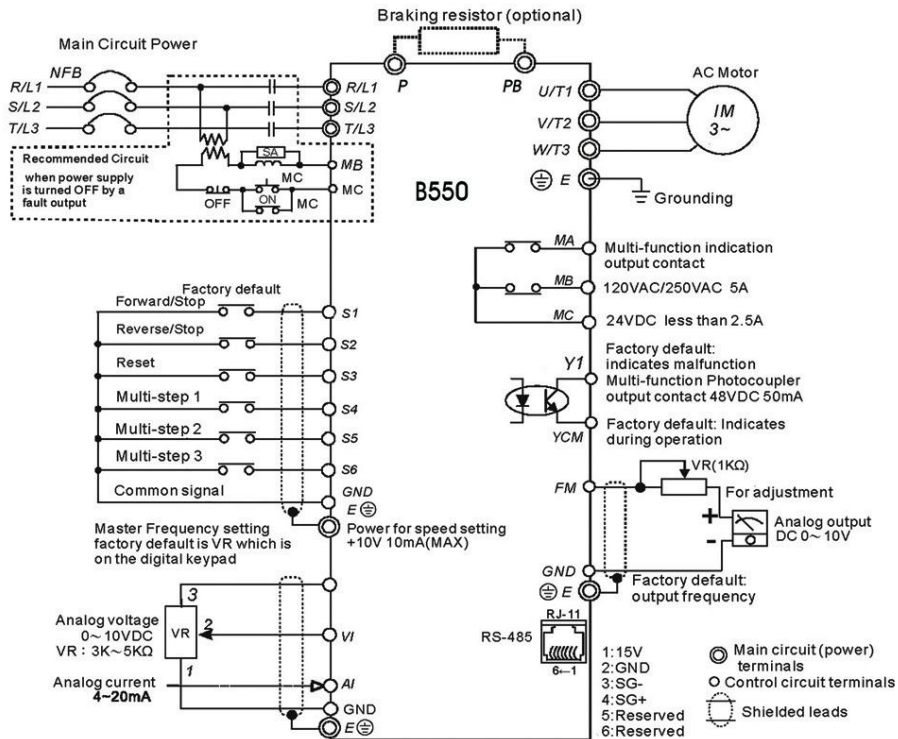 Braking resistor (optional)
Main Circuit Power
NFB
R/L1
S/L2
T/L3
R/L1
S/L2
T/L3
P
PB
U/T1
V/T2
W/T3
E
AC Motor
IM
3~
Grounding
Recommended Circuit
when power supply
is turned OFF by a
fault output
SA
MC
OFF
ON
MC
MB
MC
B550
MA
MB
MC
Multi-function indication
output contact
120VAC/250VAC 5A
24VDC less than 2.5A
Factory default
Forward/Stop
Reverse/Stop
Reset
Multi-step 1
Multi-step 2
Multi-step 3
Common signal
S1
S2
S3
S4
S5
S6
GND
E
Y1
YCM
Factory default:
indicates malfunction
Multi-function Photocoupler
output contact 48VDC 50mA
Factory default: Indicates
during operation
FM
VR(1KΩ)
For adjustment
+
-
Analog output
DC 0~10V
GND
E
Factory default:
output frequency
Master Frequency setting
factory default is VR which is
on the digital keypad
Power for speed setting
+10V 10mA(MAX)
Analog voltage
0~10VDC
VR : 3K~5KΩ
VR
3
2
1
VI
Analog current
4~20mA
AI
GND
E
RS-485
RJ-11
6←1
1:15V
2:GND
3:SG-
4:SG+
5:Reserved
6:Reserved
Main circuit (power)
terminals
Control circuit terminals
Shielded leads